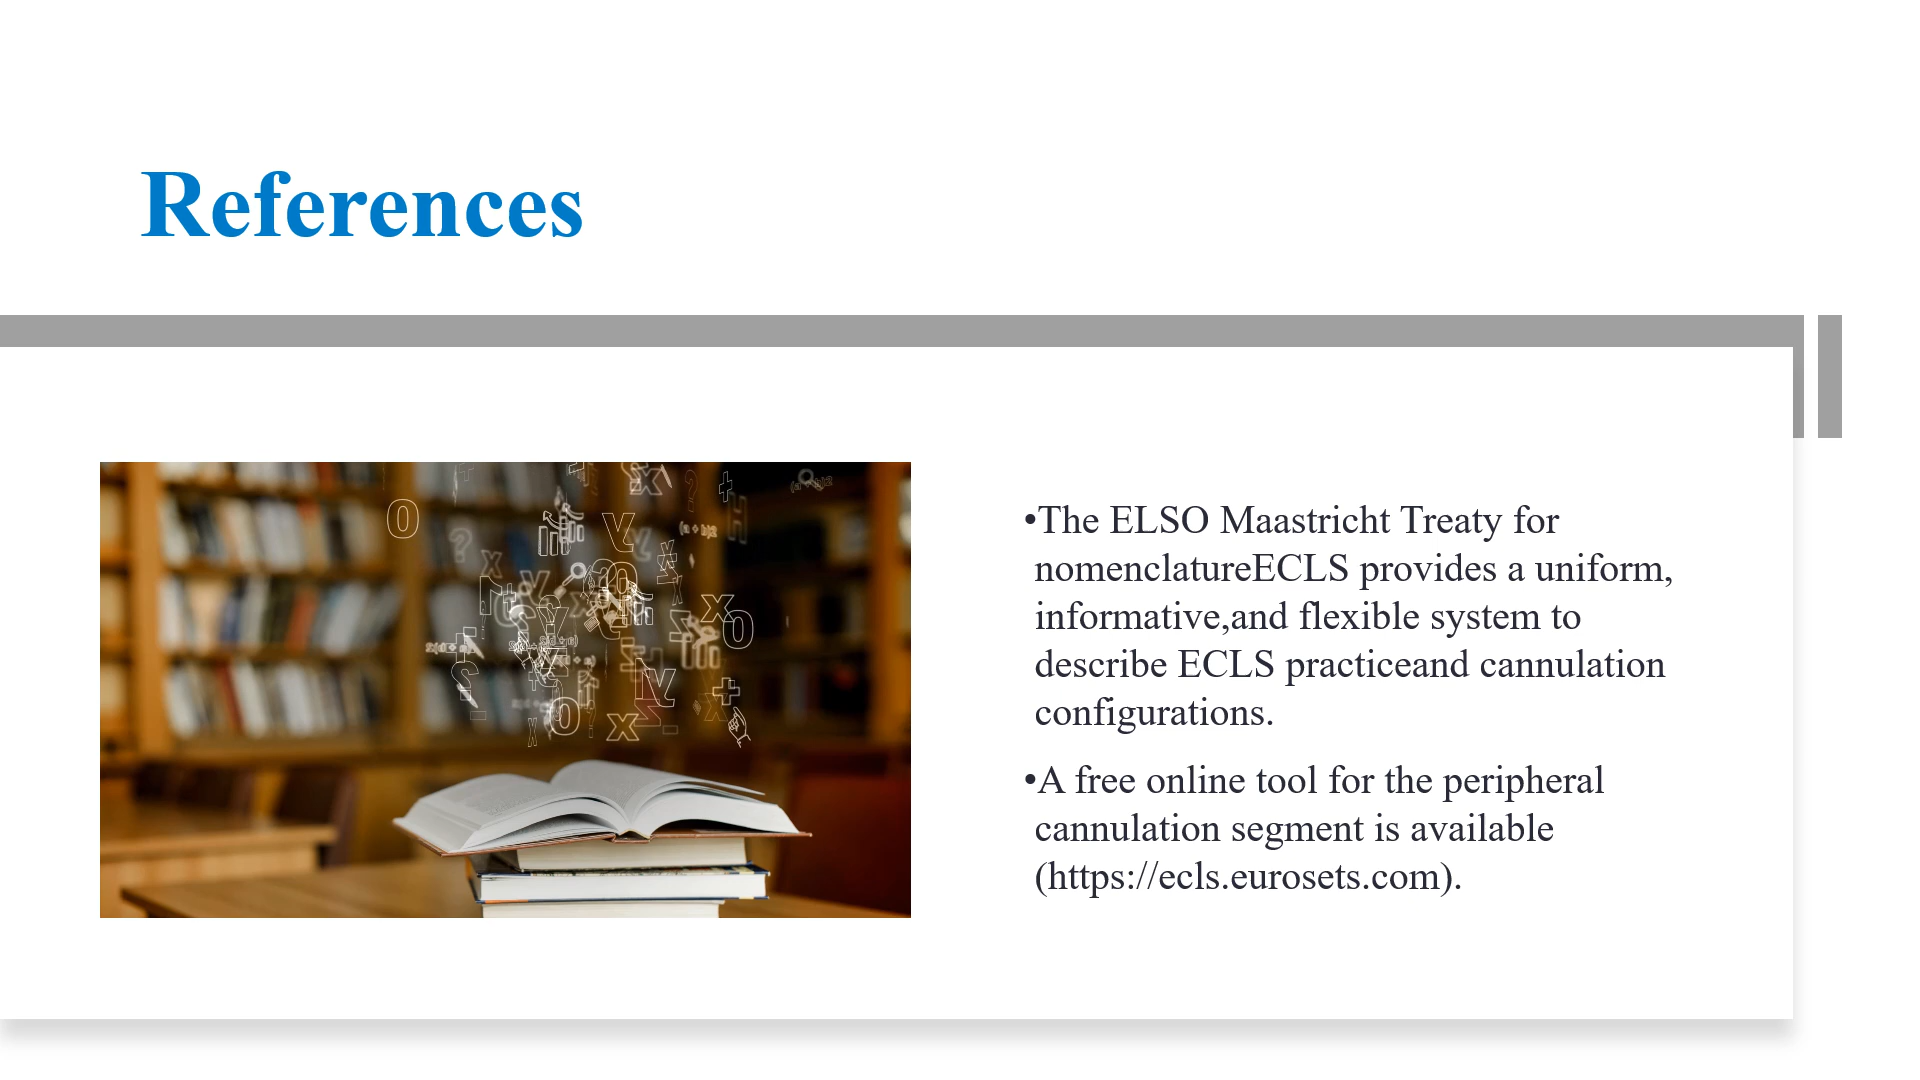 References
•The ELSO Maastricht Treaty for
nomenclatureECLS provides a uniform,
informative,and flexible system to
describe ECLS practiceand cannulation
configurations.
•A free online tool for the peripheral
cannulation segment is available
(https://ecls.eurosets.com).